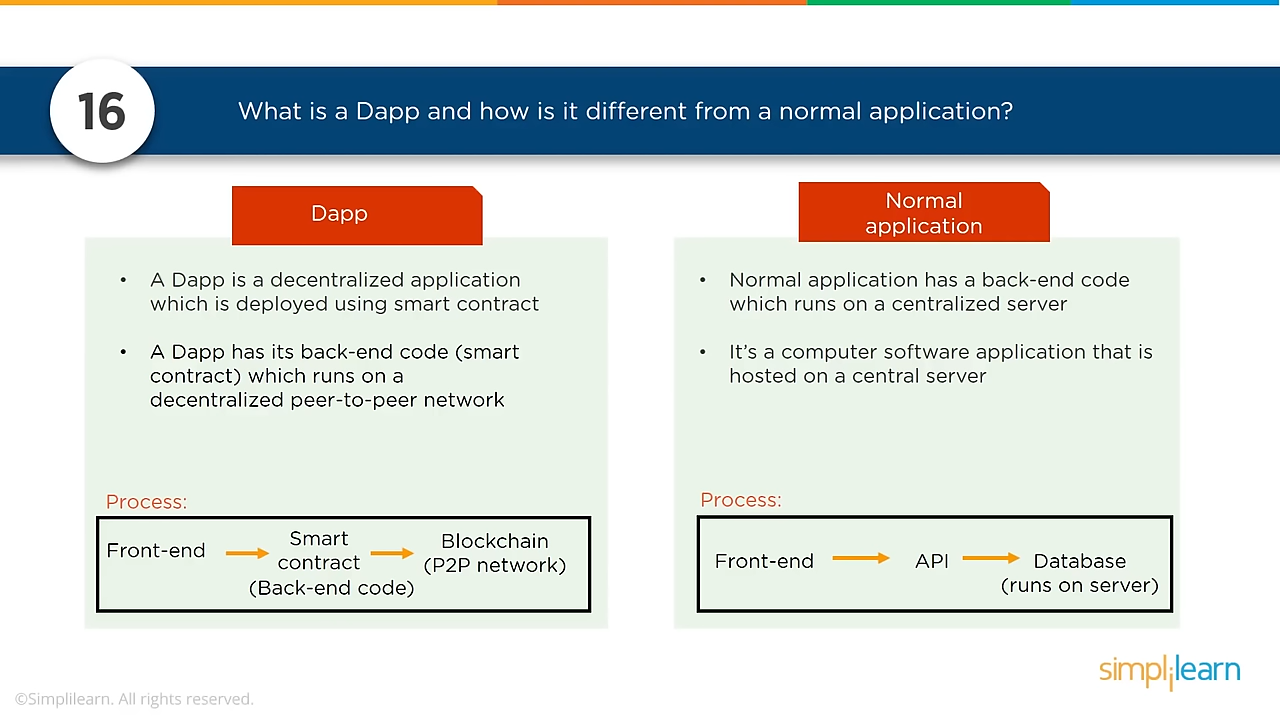 16
What is a Dapp and how is it different from a normal application?
Dapp
• A Dapp is a decentralized application
which is deployed using smart contract
• A Dapp has its back-end code (smart
contract) which runs on a
decentralized peer-to-peer network
Process:
Front-end
Smart
contract
(Back-end code)
Blockchain
(P2P network)
Normal
application
• Normal application has a back-end code
which runs on a centralized server
• It’s a computer software application that is
hosted on a central server
Process:
Front-end
API
Database
(runs on server)
simplilearn
©Simplilearn. All rights reserved.